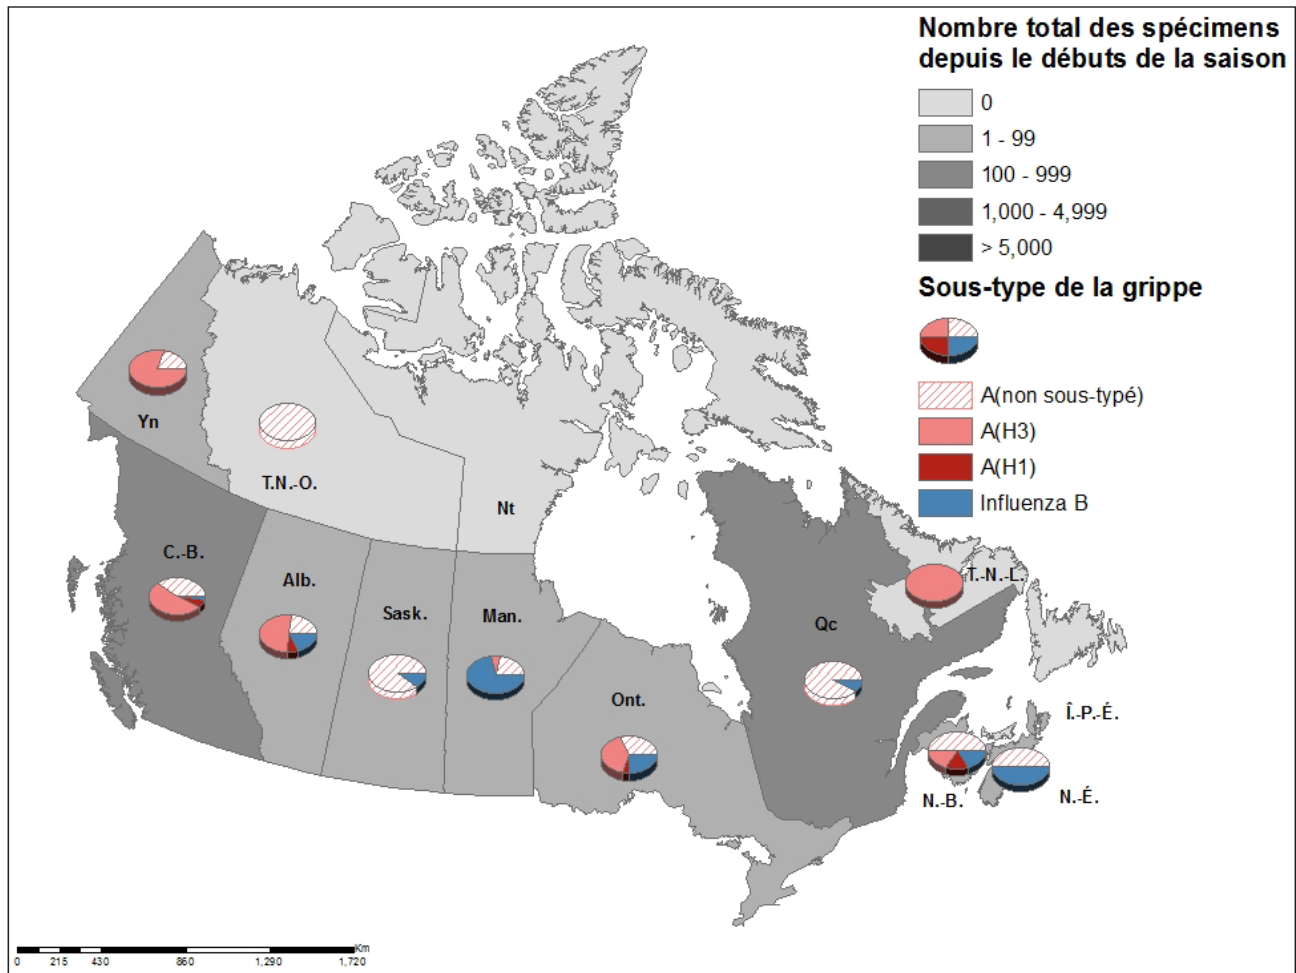 Nombre total des spécimens
depuis le débuts de la saison
0
1 - 99
100 - 999
1,000 - 4,999
> 5,000
Sous-type de la grippe
A(non sous-typé)
A(H3)
A(H1)
Influenza B
Yn
T.N.-O.
Nt
C.-B.
Alb.
Sask.
Man.
Ont.
Qc
T.-N.-L.
Î.-P.-É.
N.-B.
N.-É.
Km
0 215 430 860 1,290 1,720